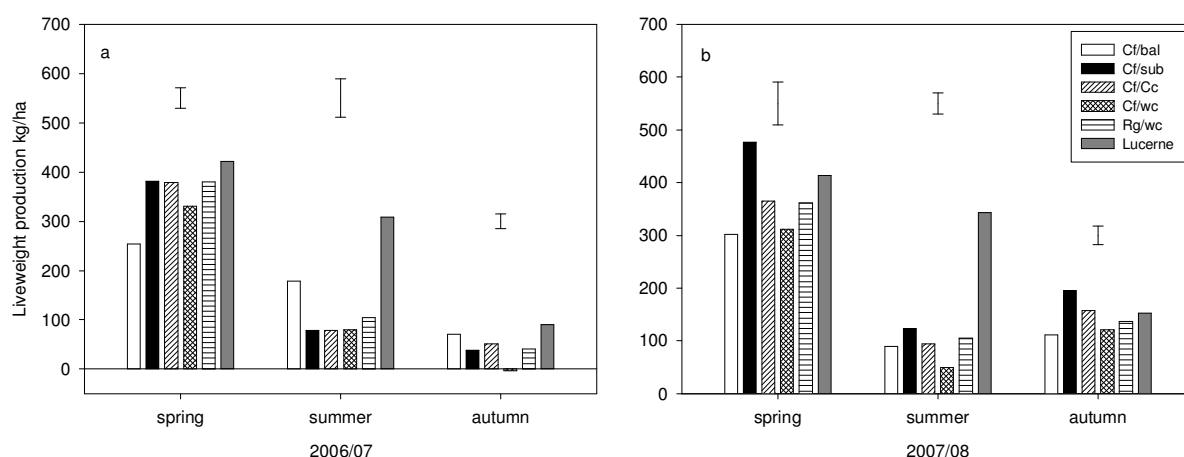 Liveweight production kg/ha
700
600
500
400
300
200
100
0
a
spring
summer
autumn
2006/07
700
600
500
400
300
200
100
0
b
Cf/bal
Cf/sub
Cf/Cc
Cf/wc
Rg/wc
Lucerne
spring
summer
autumn
2007/08